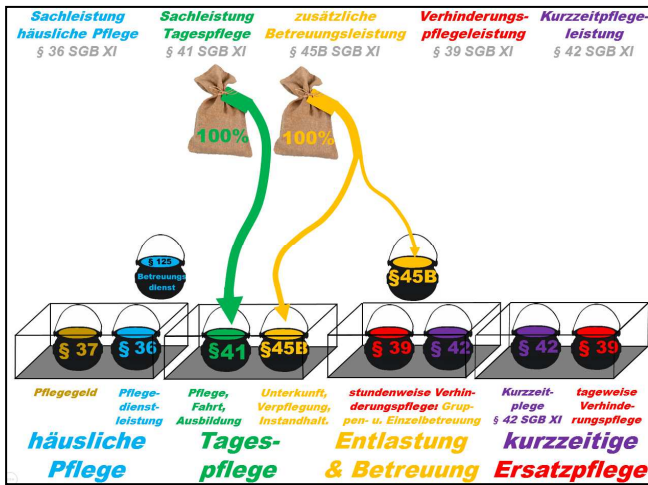 Sachleistung
häusliche Pflege
§ 36 SGB XI
Sachleistung
Tagespflege
§ 41 SGB XI
zusätzliche
Betreuungsleistung
§ 45B SGB XI
Verhinderungs
pflegeleistung
§ 39 SGB XI
Kurzzeitpflege-
leistung
§ 42 SGB XI
100%
100%
§ 125
Betreuungs
dienst
§45B
§ 37
§ 36
§41
§45B
§ 39
§ 42
§ 42
§ 39
Pflegegeld
Pflege-
dienst-
leistung
Pflege,
Fahrt,
Ausbildung
Unterkunft,
Verpflegung,
Instandhalt.
stundenweise Verhin-
derungspflege: Grup-
pen- u. Einzelbetreuung
Kurzzeit-
plege
§ 42 SGB XI
tageweise
Verhinde-
rungspflege
häusliche
Pflege
Tages-
pflege
Entlastung
& Betreuung
kurzzeitige
Ersatzpflege